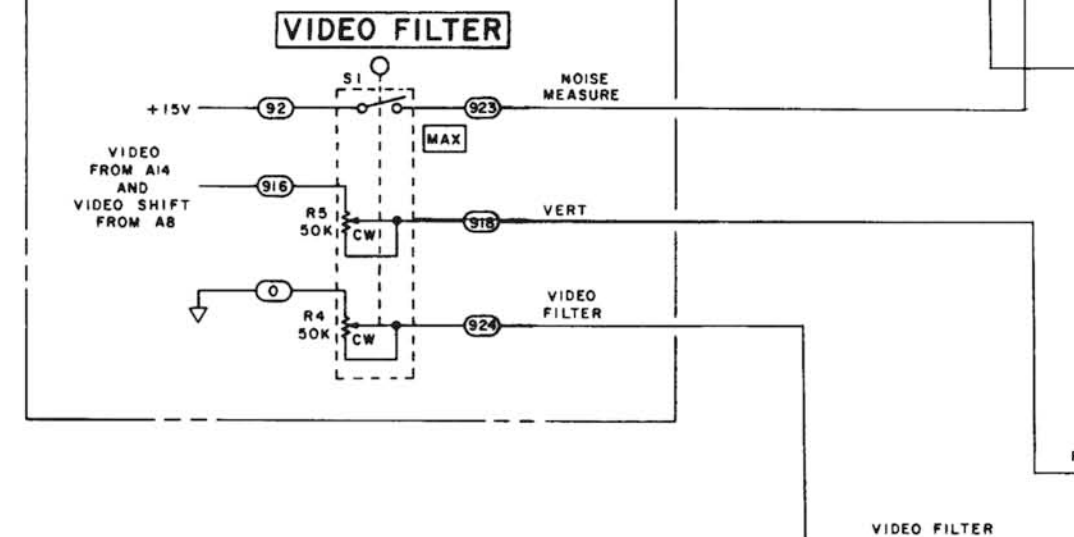 VIDEO FILTER
S1
NOISE
MEASURE
+15V
92
923
MAX
VIDEO
FROM A14
AND
VIDEO SHIFT
FROM A8
916
R5
50K
CW
918
VERT
0
R4
50K
CW
924
VIDEO
FILTER
VIDEO FILTER